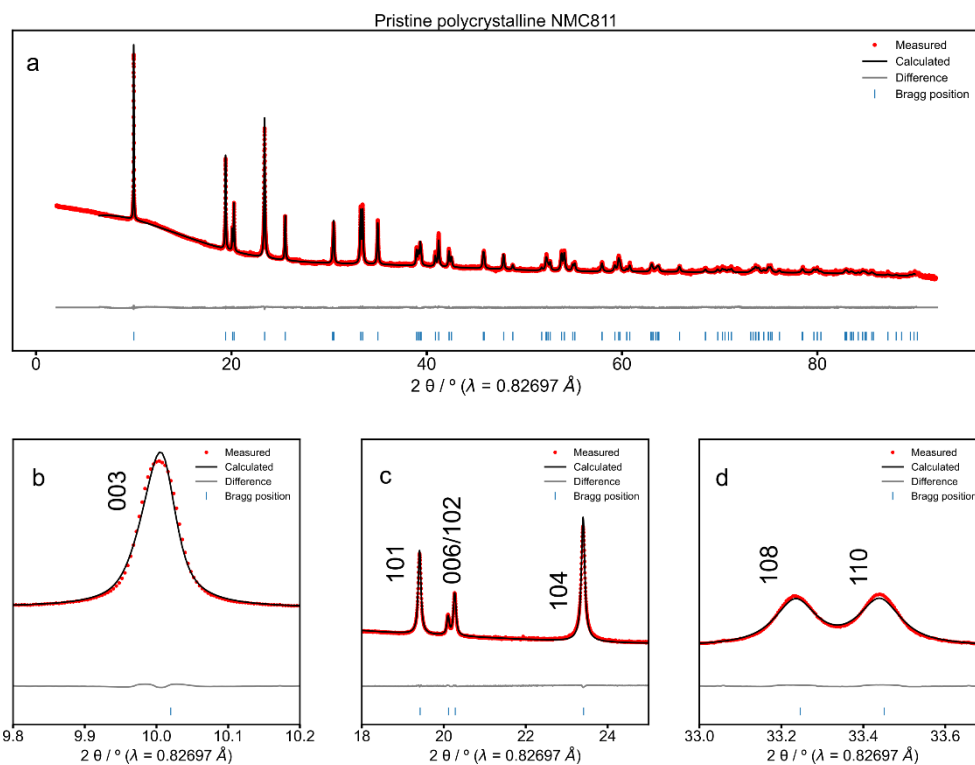 Pristine polycrystalline NMC811
a
Measured
Calculated
Difference
Bragg position
0 20 40 60 80
2 θ / º (λ = 0.82697 Å)
b
003
Measured
Calculated
Difference
Bragg position
9.8 9.9 10.0 10.1 10.2
2 θ / º (λ = 0.82697 Å)
c
101
006/102
104
Measured
Calculated
Difference
Bragg position
18 20 22 24
2 θ / º (λ = 0.82697 Å)
d
108
110
Measured
Calculated
Difference
Bragg position
33.0 33.2 33.4 33.6
2 θ / º (λ = 0.82697 Å)